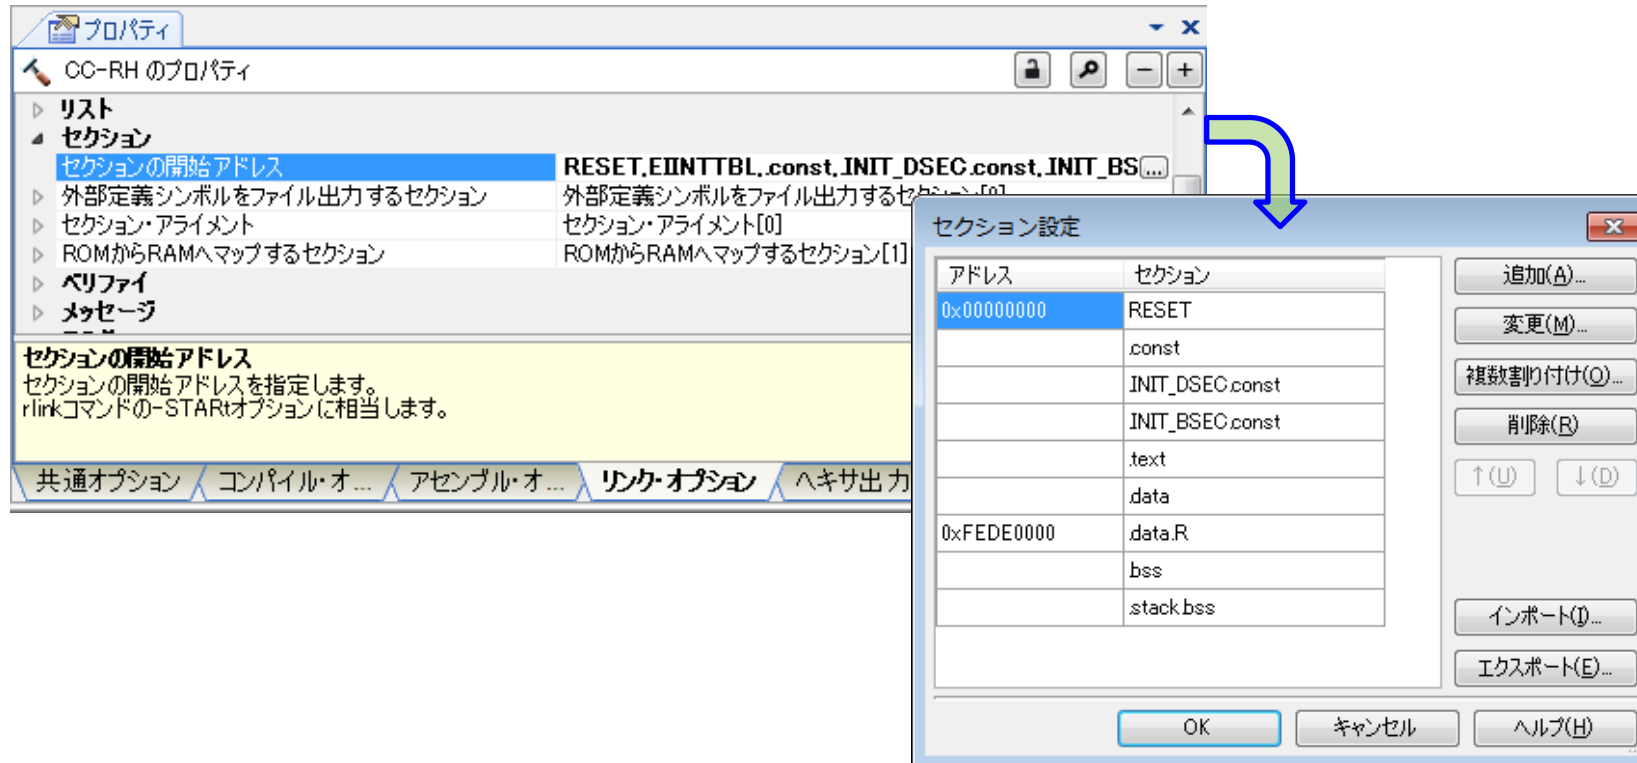 プロパティ
CC-RH のプロパティ
リスト
セクション
セクションの開始アドレス RESET,EIINTTBL,.const,.INIT_DSEC.const,.INIT_BS...
外部定義シンボルをファイル出力するセクション 外部定義シンボルをファイル出力するセクション[0]
セクション・アライメント セクション・アライメント[0]
ROMからRAMへマップするセクション ROMからRAMへマップするセクション[1]
ベリファイ
メッセージ
セクションの開始アドレス
セクションの開始アドレスを指定します。
rlinkコマンドの-STARtオプションに相当します。
共通オプション コンパイル・オ... アセンブル・オ... リンク・オプション ヘキサ出力
セクション設定
アドレス セクション
0x00000000 RESET
.const
.INIT_DSEC.const
.INIT_BSEC.const
.text
.data
0xFEDE0000 .data.R
.bss
.stack.bss
追加(A)...
変更(M)...
複数割り付け(O)...
削除(R)
↑(U) ↓(D)
インポート(I)...
エクスポート(E)...
OK キャンセル ヘルプ(H)